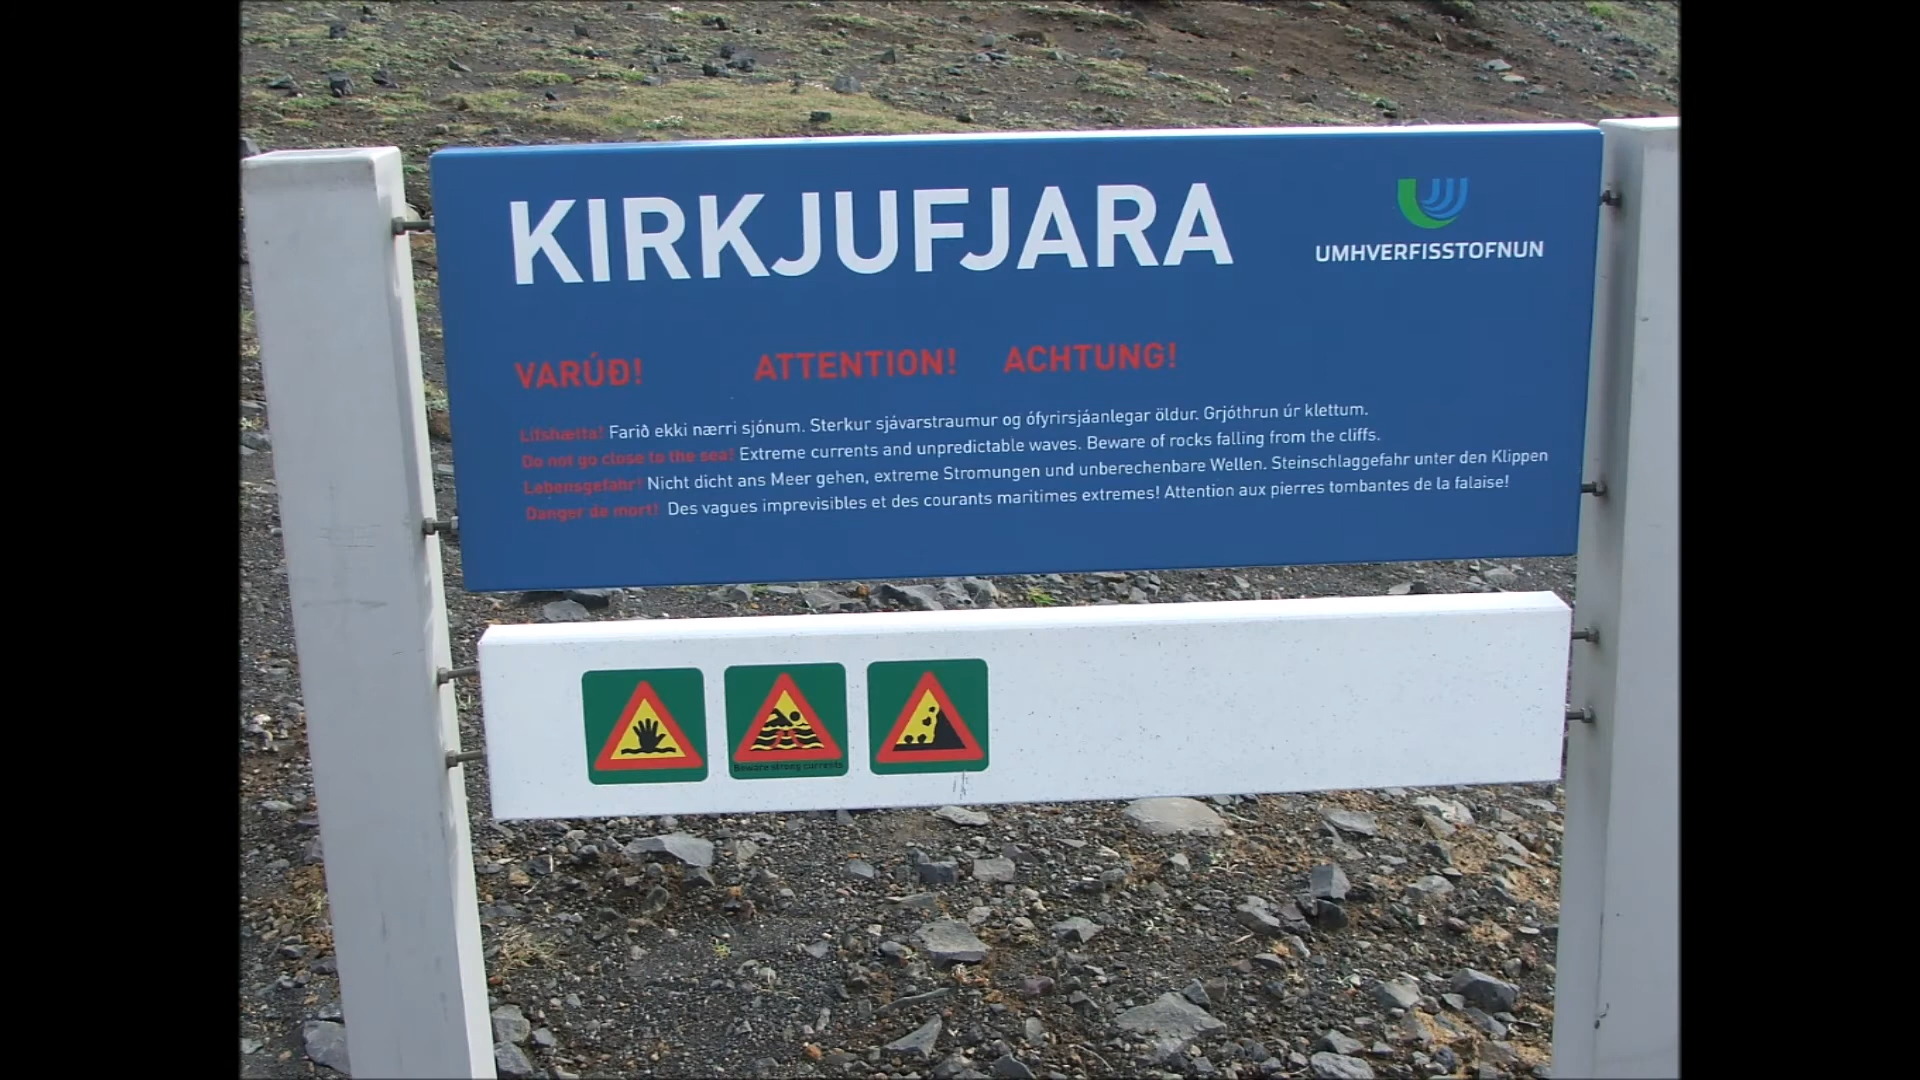 KIRKJUFJARA
UMHVERFISSTOFNUN
VARÚÐ! ATTENTION! ACHTUNG!
Lífshætta! Farið ekki nærri sjónum. Sterkur sjávarstraumur og ófyrirsjáanlegar öldur. Grjóthrun úr klettum.
Do not go close to the sea! Extreme currents and unpredictable waves. Beware of rocks falling from the cliffs.
Lebensgefahr! Nicht dicht ans Meer gehen, extreme Stromungen und unberechenbare Wellen. Steinschlaggefahr unter den Klippen
Danger de mort! Des vagues imprevisibles et des courants maritimes extremes! Attention aux pierres tombantes de la falaise!
Beware strong currents